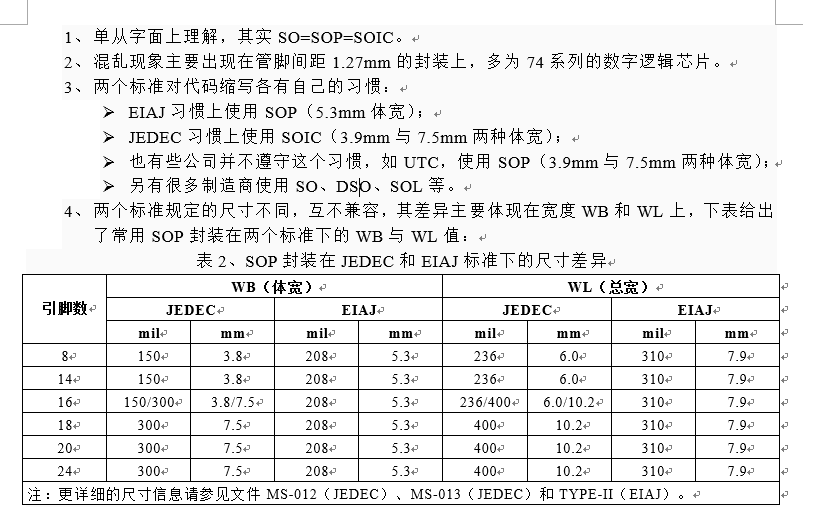 1、单从字面上理解，其实 SO=SOP=SOIC。
2、混乱现象主要出现在管脚间距 1.27mm 的封装上，多为 74 系列的数字逻辑芯片。
3、两个标准对代码缩写各有自己的习惯：
➢ EIAJ 习惯上使用 SOP（5.3mm 体宽）；
➢ JEDEC 习惯上使用 SOIC（3.9mm 与 7.5mm 两种体宽）；
➢ 也有些公司并不遵守这个习惯，如 UTC，使用 SOP（3.9mm 与 7.5mm 两种体宽）；
➢ 另有很多制造商使用 SO、DSO、SOL 等。
4、两个标准规定的尺寸不同，互不兼容，其差异主要体现在宽度 WB 和 WL 上，下表给出
了常用 SOP 封装在两个标准下的 WB 与 WL 值：
表 2、SOP 封装在 JEDEC 和 EIAJ 标准下的尺寸差异
引脚数 WB（体宽） WL（总宽）
JEDEC EIAJ JEDEC EIAJ
mil mm mil mm mil mm mil mm
8 150 3.8 208 5.3 236 6.0 310 7.9
14 150 3.8 208 5.3 236 6.0 310 7.9
16 150/300 3.8/7.5 208 5.3 236/400 6.0/10.2 310 7.9
18 300 7.5 208 5.3 400 10.2 310 7.9
20 300 7.5 208 5.3 400 10.2 310 7.9
24 300 7.5 208 5.3 400 10.2 310 7.9
注：更详细的尺寸信息请参见文件 MS-012（JEDEC）、MS-013（JEDEC）和 TYPE-II（EIAJ）。